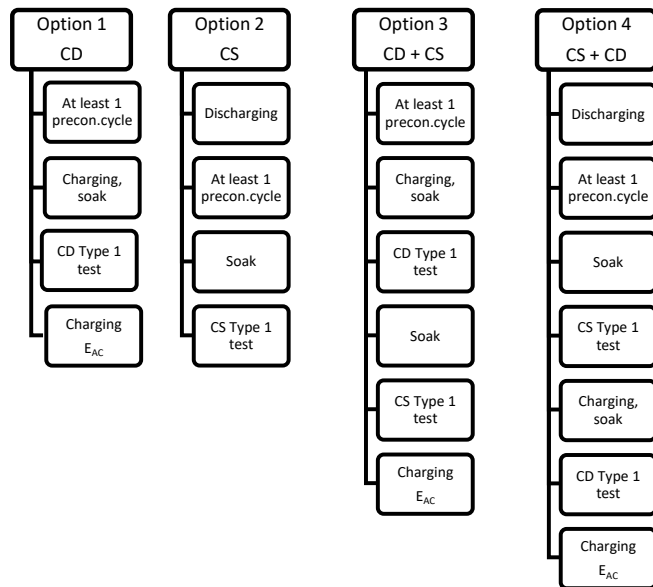 Option 1
CD
At least 1
precon.cycle
Charging,
soak
CD Type 1
test
Charging
EAC
Option 2
CS
Discharging
At least 1
precon.cycle
Soak
CS Type 1
test
Option 3
CD + CS
At least 1
precon.cycle
Charging,
soak
CD Type 1
test
Soak
CS Type 1
test
Charging
EAC
Option 4
CS + CD
Discharging
At least 1
precon.cycle
Soak
CS Type 1
test
Charging,
soak
CD Type 1
test
Charging
EAC